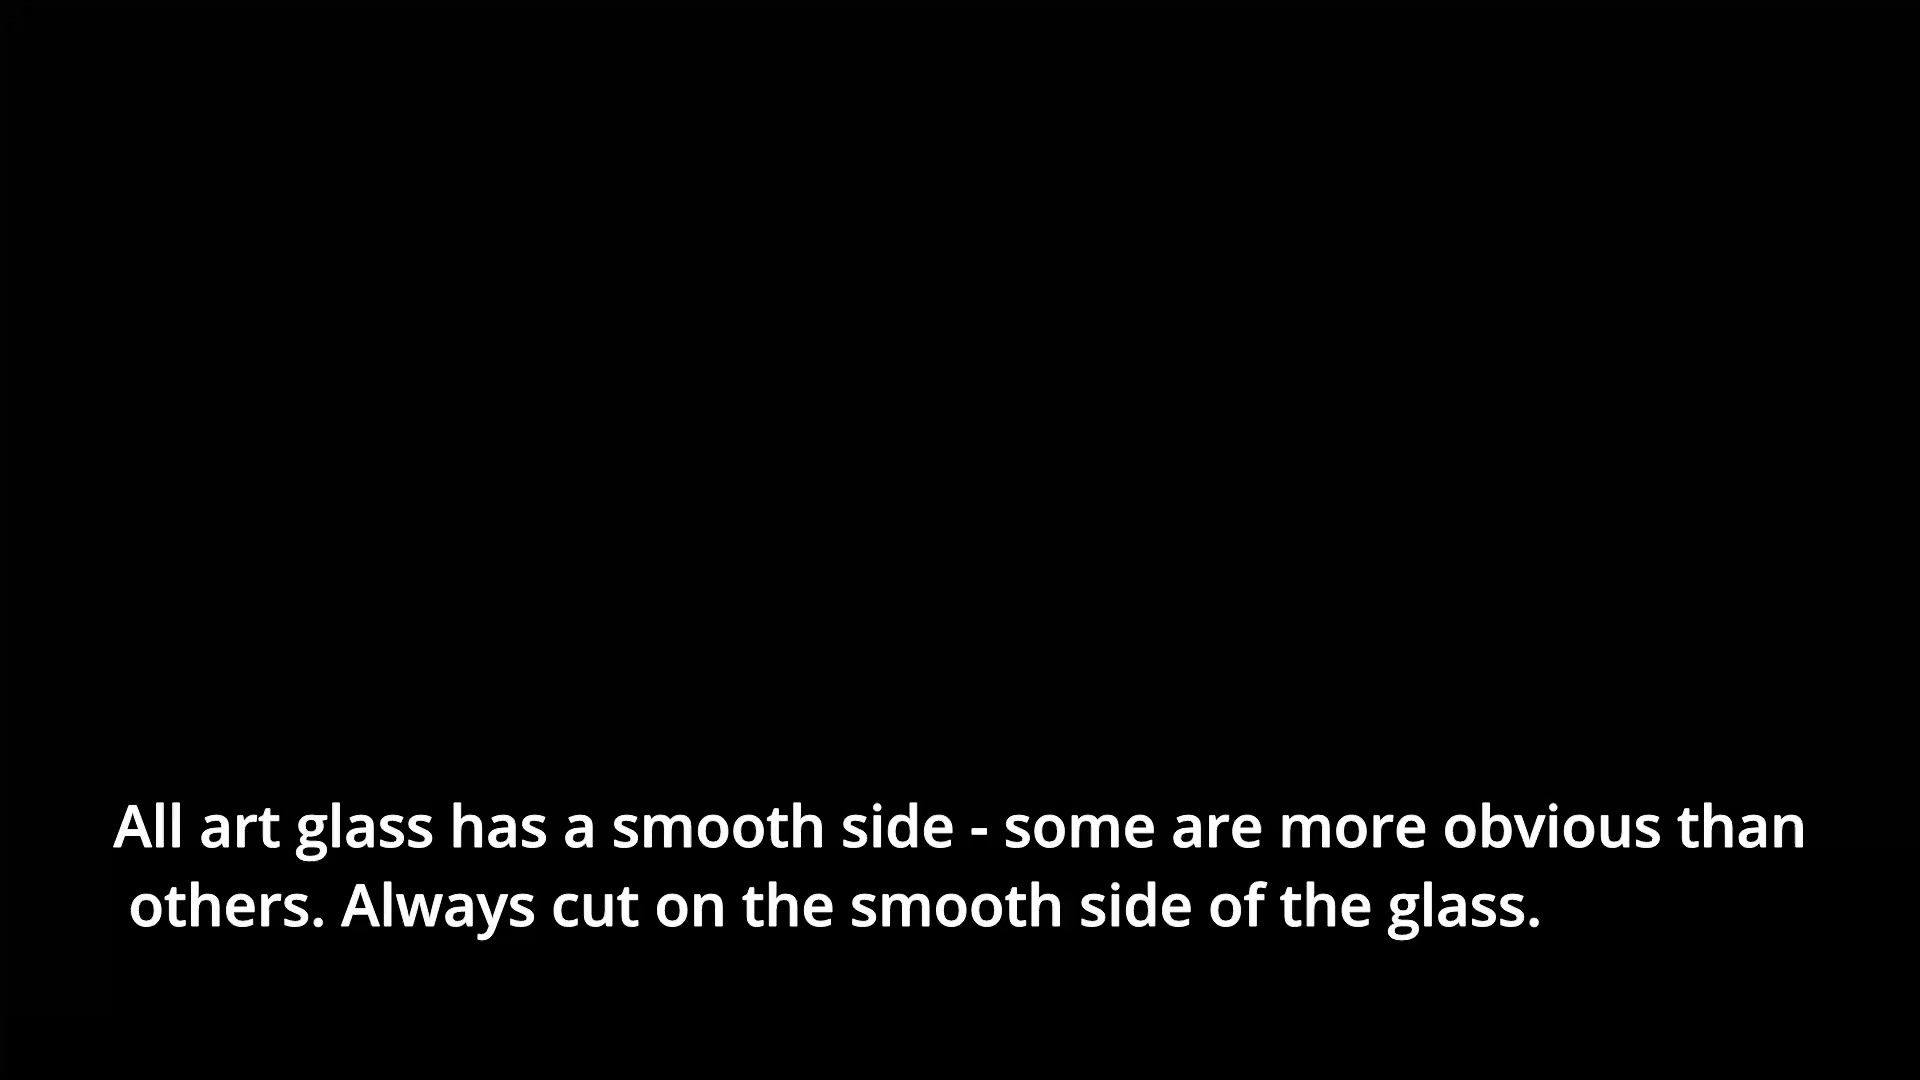 All art glass has a smooth side - some are more obvious than
others. Always cut on the smooth side of the glass.